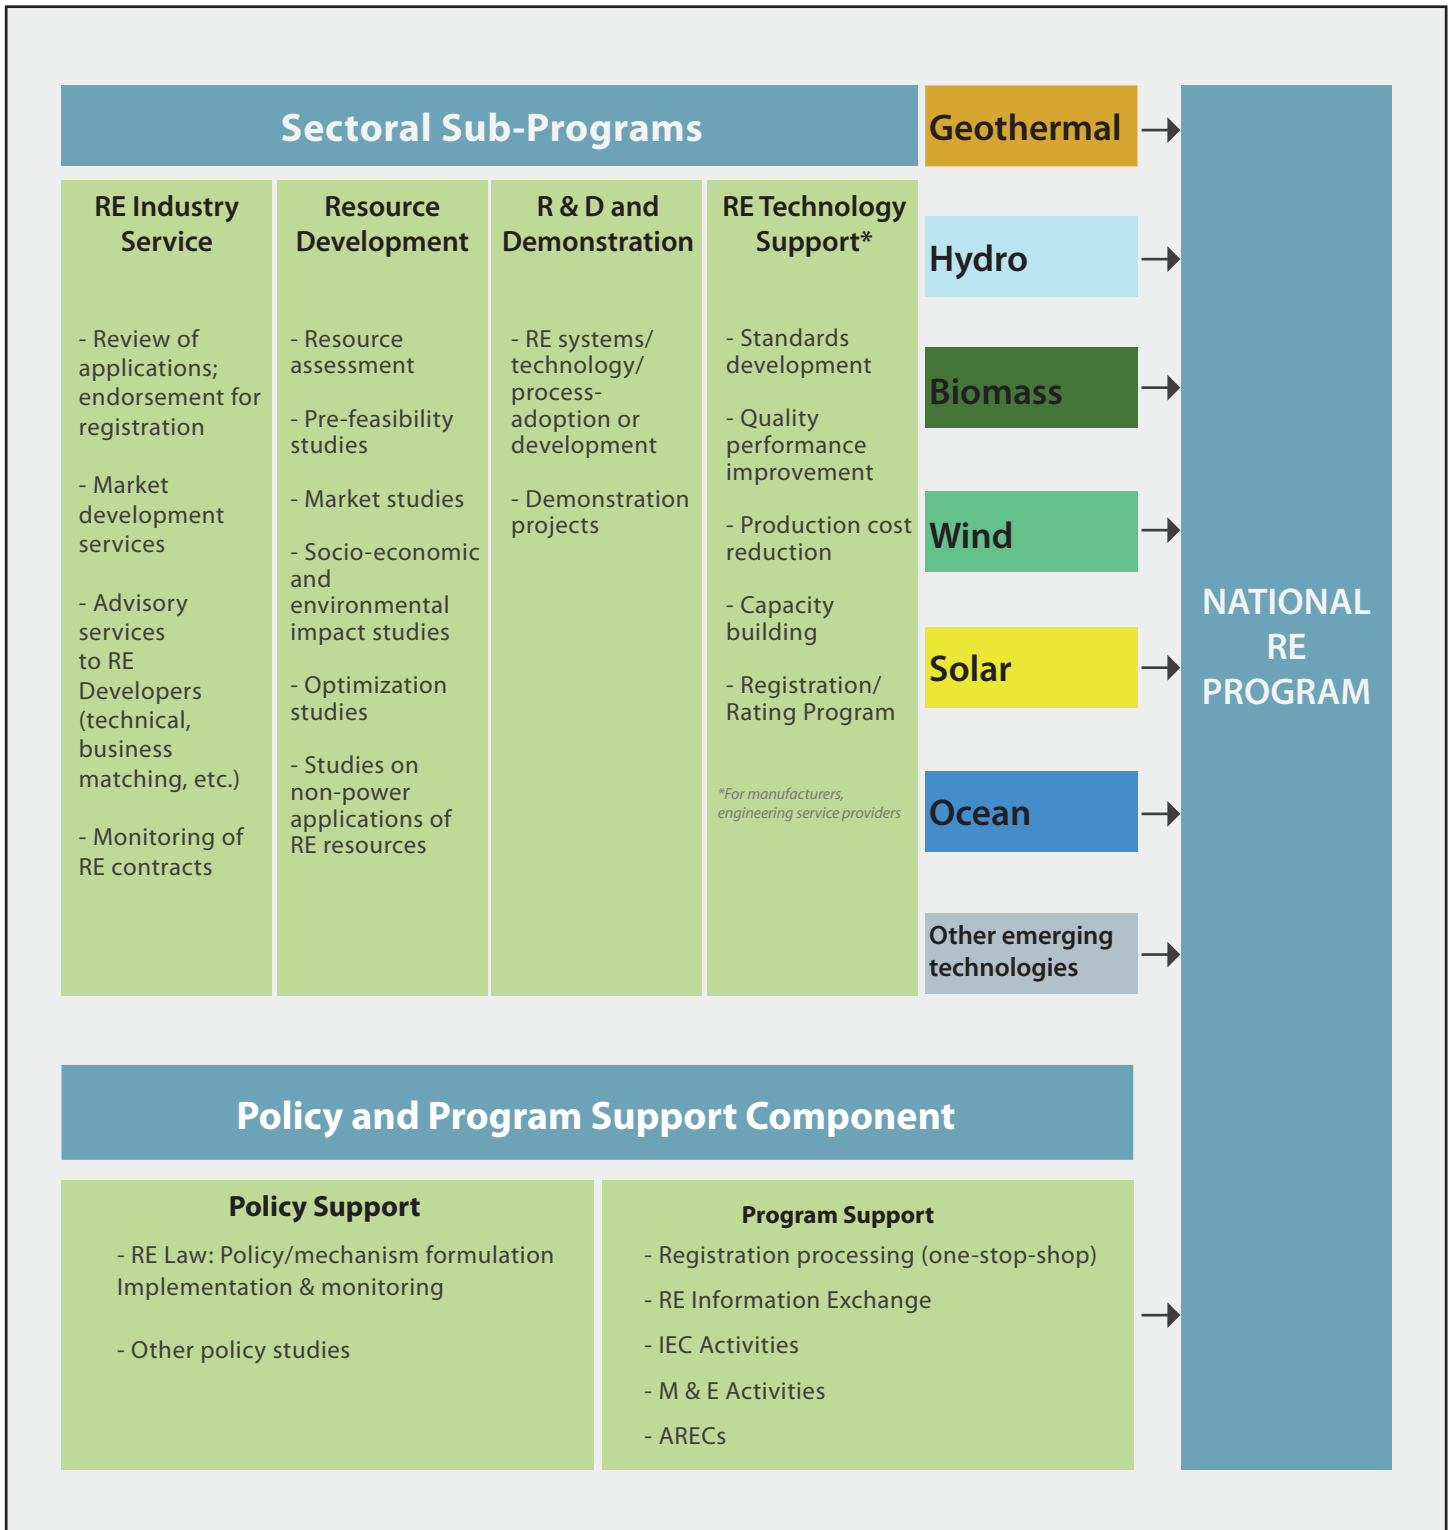 Sectoral Sub-Programs
RE Industry
Service
- Review of
applications;
endorsement for
registration
- Market
development
services
- Advisory
services
to RE
Developers
(technical,
business
matching, etc.)
- Monitoring of
RE contracts
Resource
Development
- Resource
assessment
- Pre-feasibility
studies
- Market studies
- Socio-economic
and
environmental
impact studies
- Optimization
studies
- Studies on
non-power
applications of
RE resources
R & D and
Demonstration
- RE systems/
technology/
process-
adoption or
development
- Demonstration
projects
RE Technology
Support*
- Standards
development
- Quality
performance
improvement
- Production cost
reduction
- Capacity
building
- Registration/
Rating Program
*For manufacturers,
engineering service providers
Geothermal
Hydro
Biomass
Wind
Solar
Ocean
Other emerging
technologies
NATIONAL
RE
PROGRAM
Policy and Program Support Component
Policy Support
- RE Law: Policy/mechanism formulation
Implementation & monitoring
- Other policy studies
Program Support
- Registration processing (one-stop-shop)
- RE Information Exchange
- IEC Activities
- M & E Activities
- ARECs